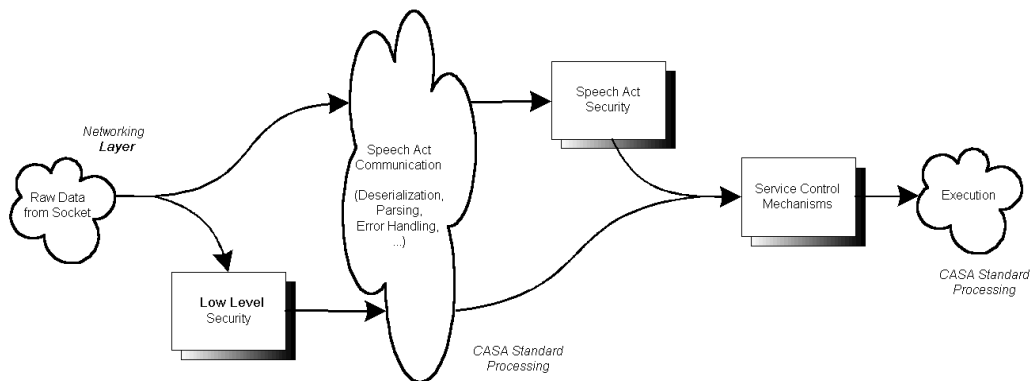 Networking
Layer
Raw Data
from Socket
Low Level
Security
Speech Act
Communication
(Deserialization,
Parsing,
Error Handling,
...)
CASA Standard
Processing
Speech Act
Security
Service Control
Mechanisms
Execution
CASA Standard
Processing